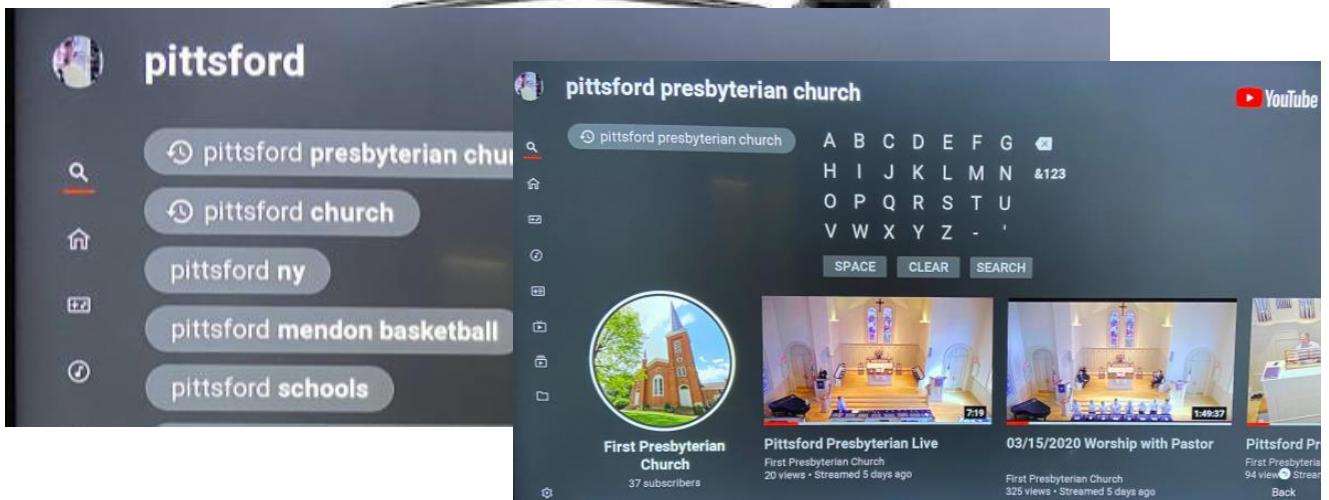 pittsford
pittsford presbyterian chu
pittsford church
pittsford ny
pittsford mendon basketball
pittsford schools
pittsford presbyterian church
YouTube
pittsford presbyterian church
A B C D E F G
H I J K L M N &123
O P Q R S T U
V W X Y Z - '
SPACE CLEAR SEARCH
7:19
1:49:37
First Presbyterian
Church
37 subscribers
Pittsford Presbyterian Live
First Presbyterian Church
20 views • Streamed 5 days ago
03/15/2020 Worship with Pastor
First Presbyterian Church
325 views • Streamed 5 days ago
Pittsford Pr
First Presbyteria
94 view Strea
Back